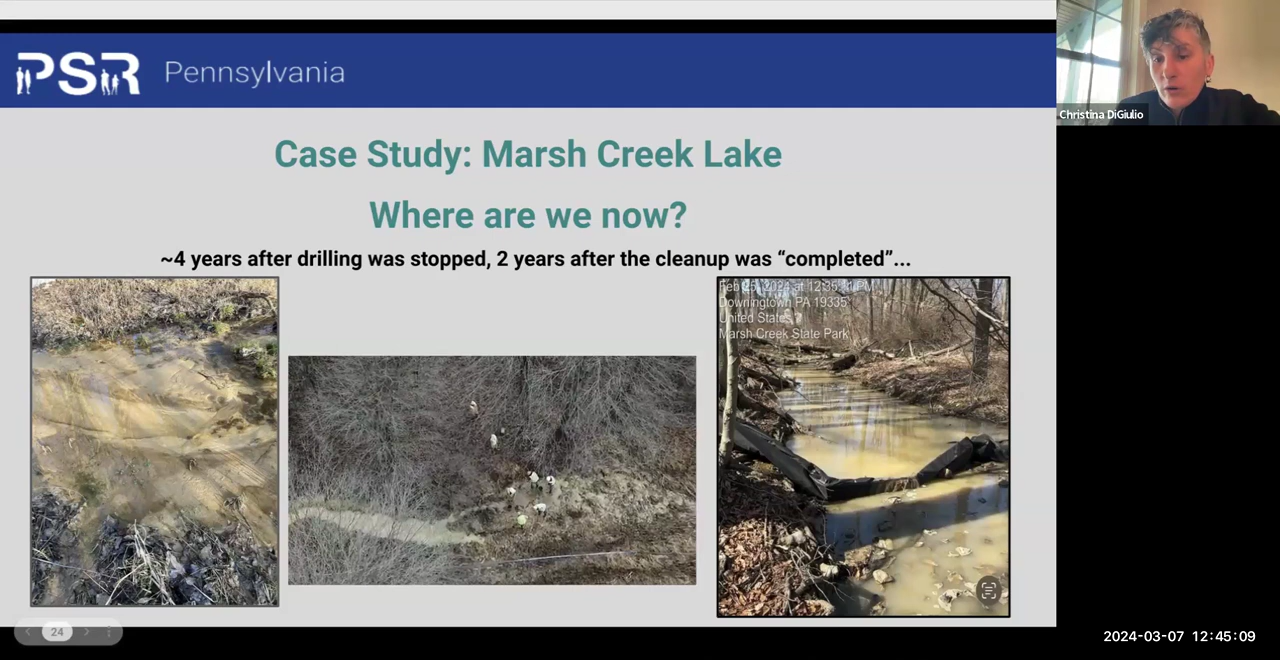 PSR Pennsylvania
Christina DiGiulio
Case Study: Marsh Creek Lake
Where are we now?
~4 years after drilling was stopped, 2 years after the cleanup was “completed”...
Downingtown PA 19335
United States
Marsh Creek State Park
24
2024-03-07 12:45:09